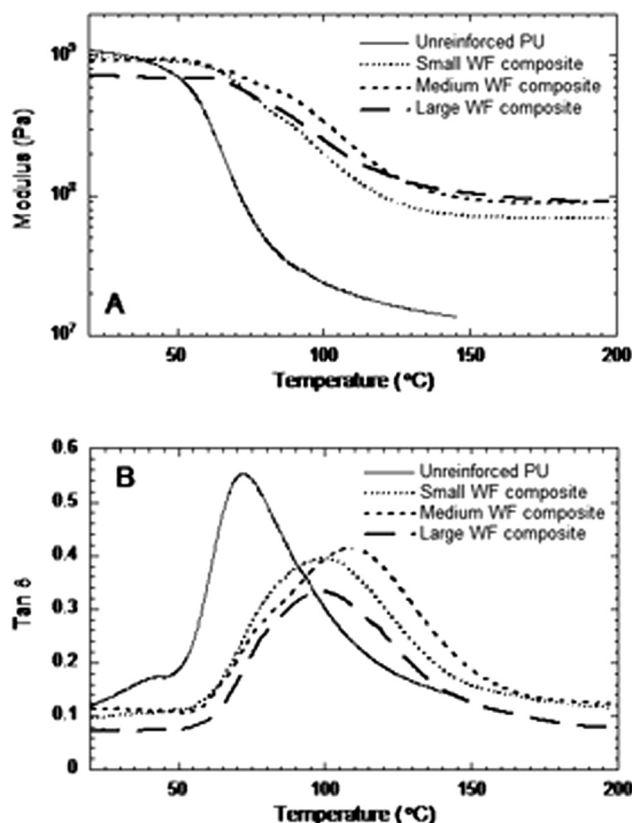 10⁹
10⁸
10⁷
Modulus (Pa)
Unreinforced PU
Small WF composite
Medium WF composite
Large WF composite
A
50
100
150
200
Temperature (°C)
0.6
0.5
0.4
0.3
0.2
0.1
0
Tan δ
B
Unreinforced PU
Small WF composite
Medium WF composite
Large WF composite
50
100
150
200
Temperature (°C)